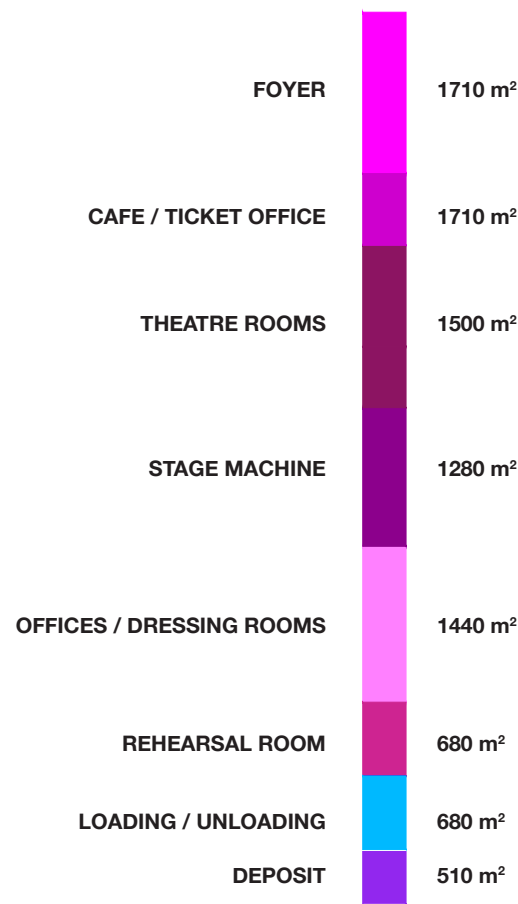 FOYER 1710 m²
CAFE / TICKET OFFICE 1710 m²
THEATRE ROOMS 1500 m²
STAGE MACHINE 1280 m²
OFFICES / DRESSING ROOMS 1440 m²
REHEARSAL ROOM 680 m²
LOADING / UNLOADING 680 m²
DEPOSIT 510 m²